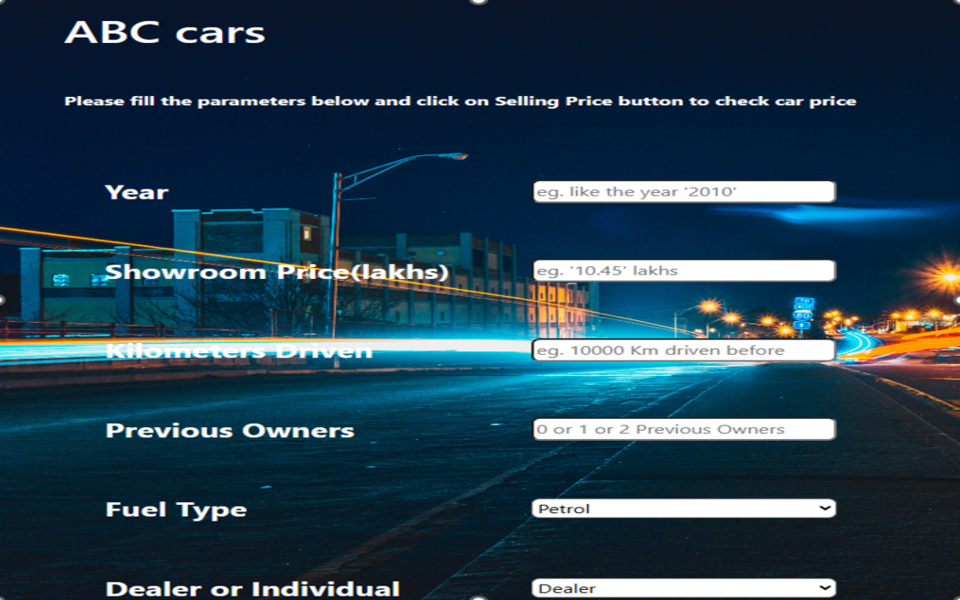 ABC cars
Please fill the parameters below and click on Selling Price button to check car price
Year eg. like the year '2010'
Showroom Price(lakhs) eg. '10.45' lakhs
Kilometers Driven eg. 10000 Km driven before
Previous Owners 0 or 1 or 2 Previous Owners
Fuel Type Petrol
Dealer or Individual Dealer